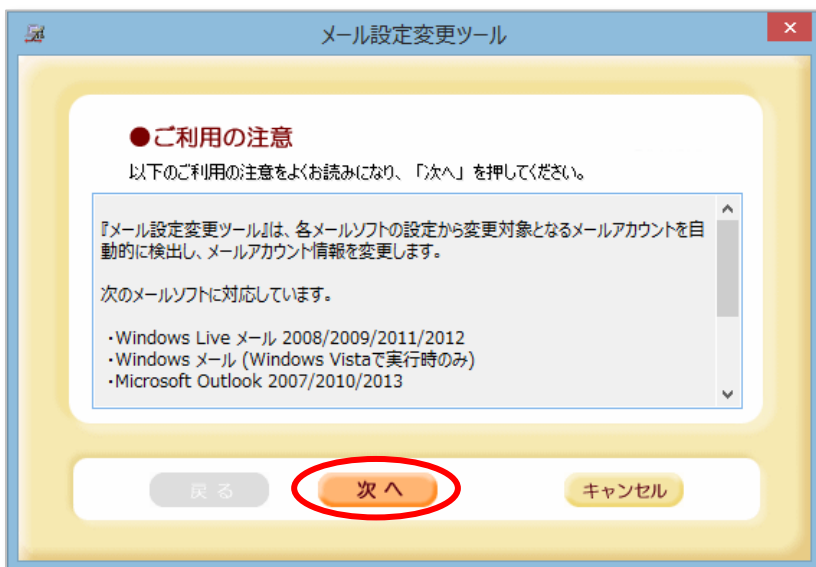 メール設定変更ツール
●ご利用の注意
以下のご利用の注意をよくお読みになり、「次へ」を押してください。
『メール設定変更ツール』は、各メールソフトの設定から変更対象となるメールアカウントを自
動的に検出し、メールアカウント情報を変更します。
次のメールソフトに対応しています。
・Windows Live メール 2008/2009/2011/2012
・Windows メール (Windows Vistaで実行時のみ)
・Microsoft Outlook 2007/2010/2013
戻る 次へ キャンセル